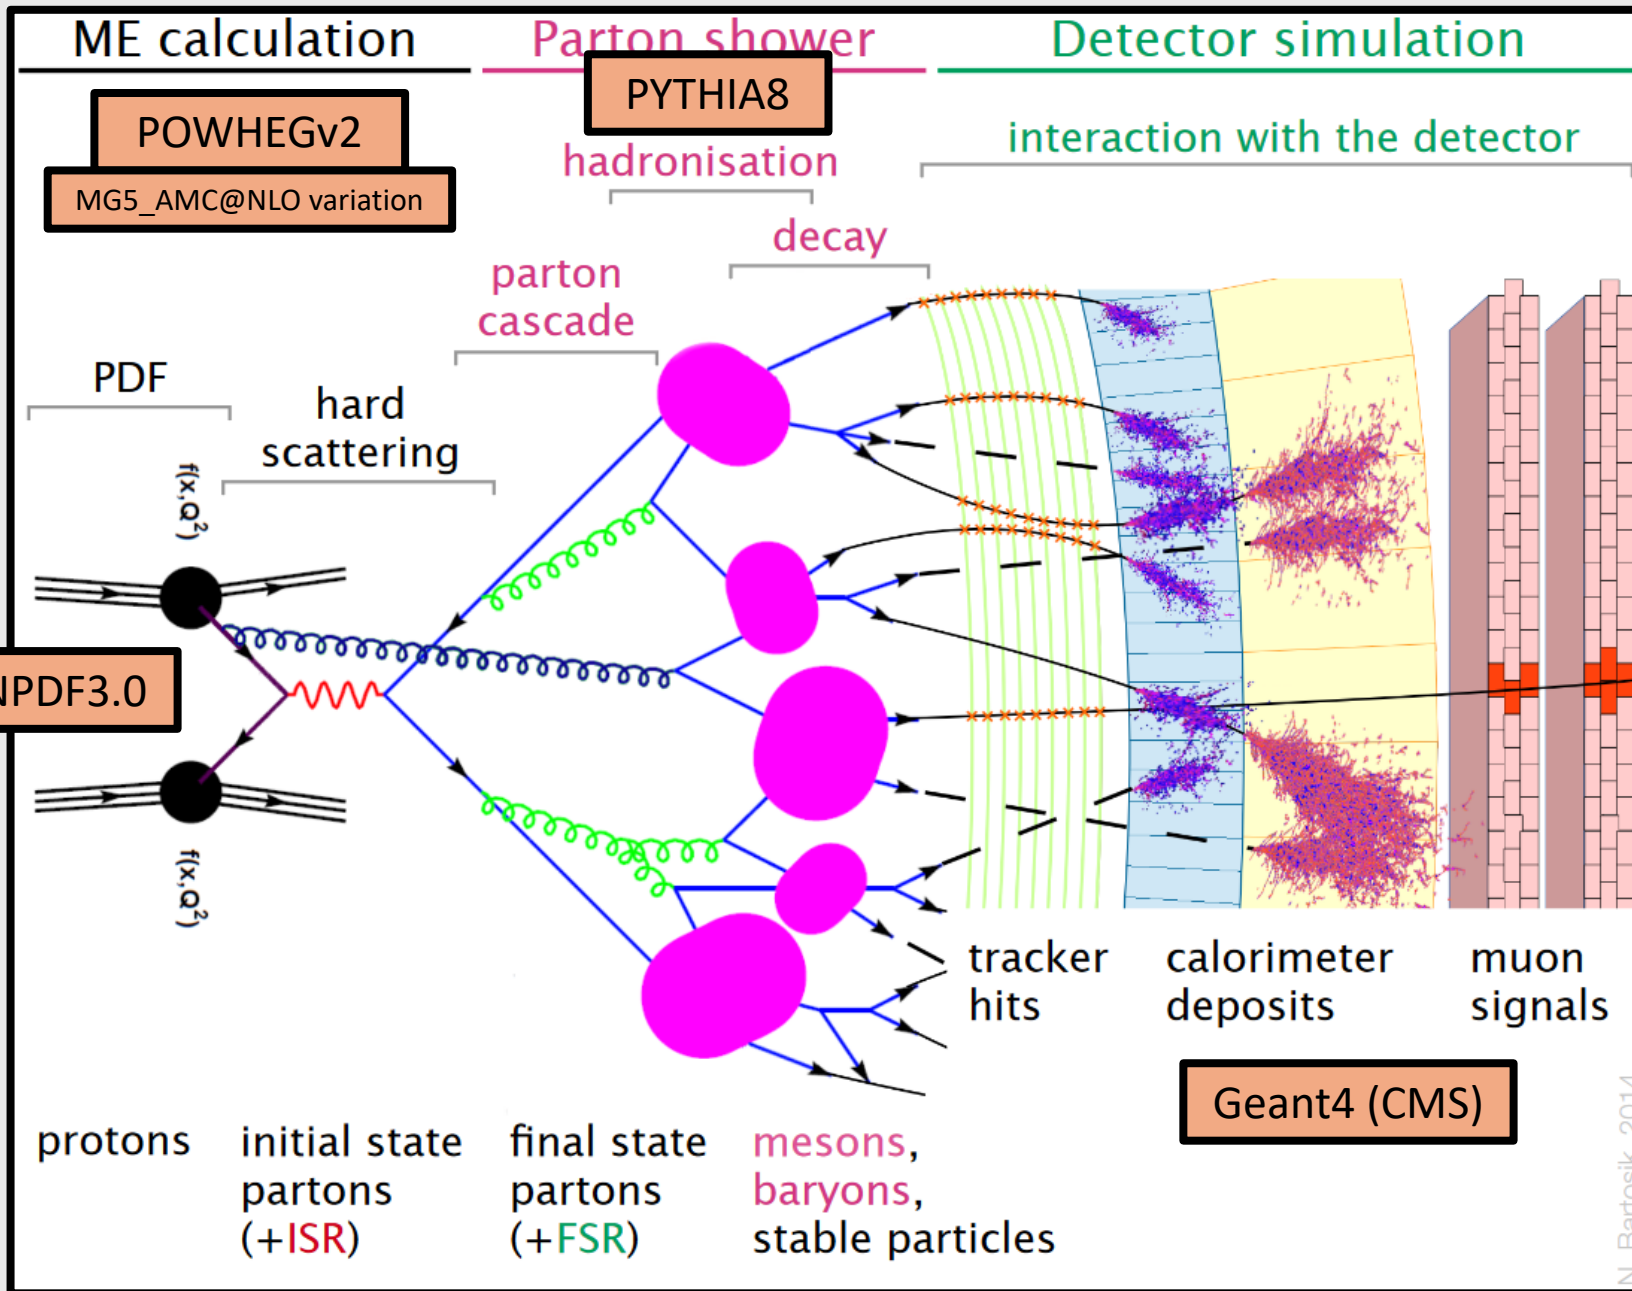 ME calculation
Parton shower
Detector simulation
POWHEGv2
MG5_AMC@NLO variation
PYTHIA8
hadronisation
interaction with the detector
decay
parton
cascade
PDF
hard
scattering
f(x,Q²)
NPDF3.0
f(x,Q²)
tracker
hits
calorimeter
deposits
muon
signals
Geant4 (CMS)
protons
initial state
partons
(+ISR)
final state
partons
(+FSR)
mesons,
baryons,
stable particles
N. Bartosik, 2014